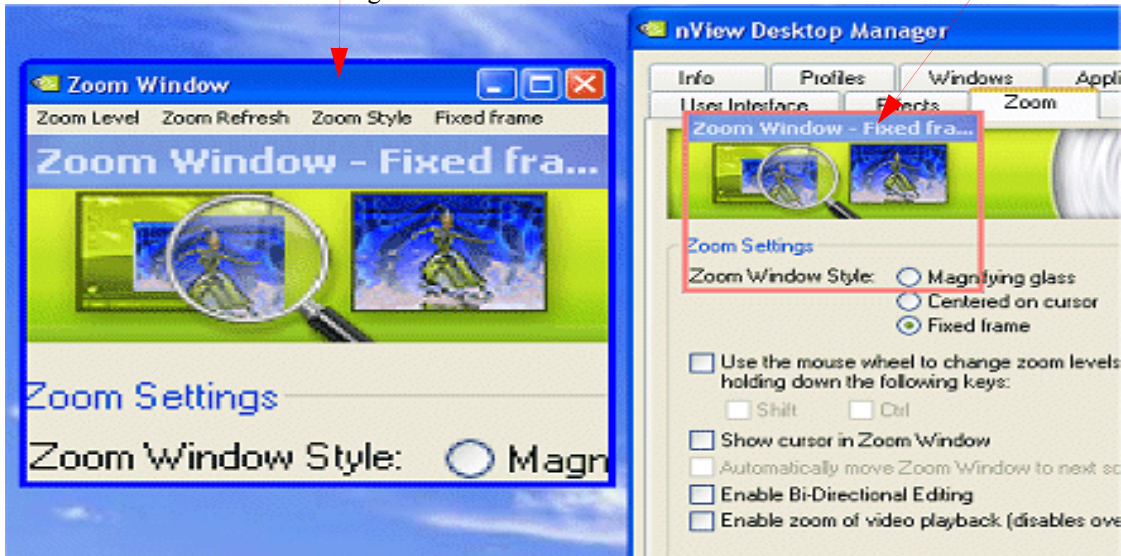 Zoom Window
Zoom Level Zoom Refresh Zoom Style Fixed frame
Zoom Window - Fixed fra...
Zoom Settings
Zoom Window Style: Magn
nView Desktop Manager
Info Profiles Windows Appli
User Interface Effects Zoom
Zoom Window - Fixed fra...
Zoom Settings
Zoom Window Style: Magnifying glass
Centered on cursor
Fixed frame
Use the mouse wheel to change zoom levels
holding down the following keys:
Shift Ctrl
Show cursor in Zoom Window
Automatically move Zoom Window to next sc
Enable Bi-Directional Editing
Enable zoom of video playback (disables ove